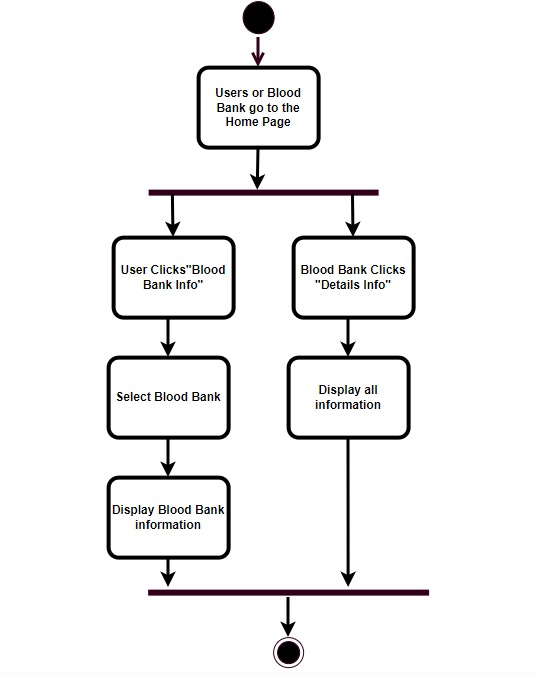 Users or Blood
Bank go to the
Home Page
User Clicks"Blood
Bank Info"
Blood Bank Clicks
"Details Info"
Select Blood Bank
Display all
information
Display Blood Bank
information